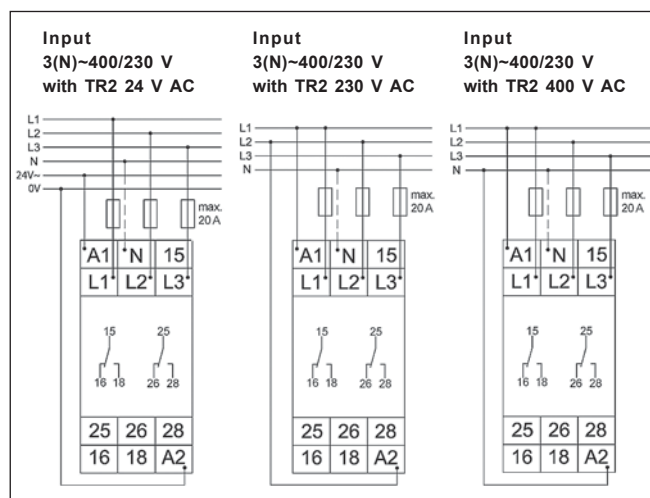 Input
3(N)~400/230 V
with TR2 24 V AC
L1
L2
L3
N
24V~
0V
max.
20 A
A1 N 15
L1 L2 L3
15 25
16 18 26 28
25 26 28
16 18 A2
Input
3(N)~400/230 V
with TR2 230 V AC
L1
L2
L3
N
max.
20 A
A1 N 15
L1 L2 L3
15 25
16 18 26 28
25 26 28
16 18 A2
Input
3(N)~400/230 V
with TR2 400 V AC
L1
L2
L3
N
max.
20 A
A1 N 15
L1 L2 L3
15 25
16 18 26 28
25 26 28
16 18 A2